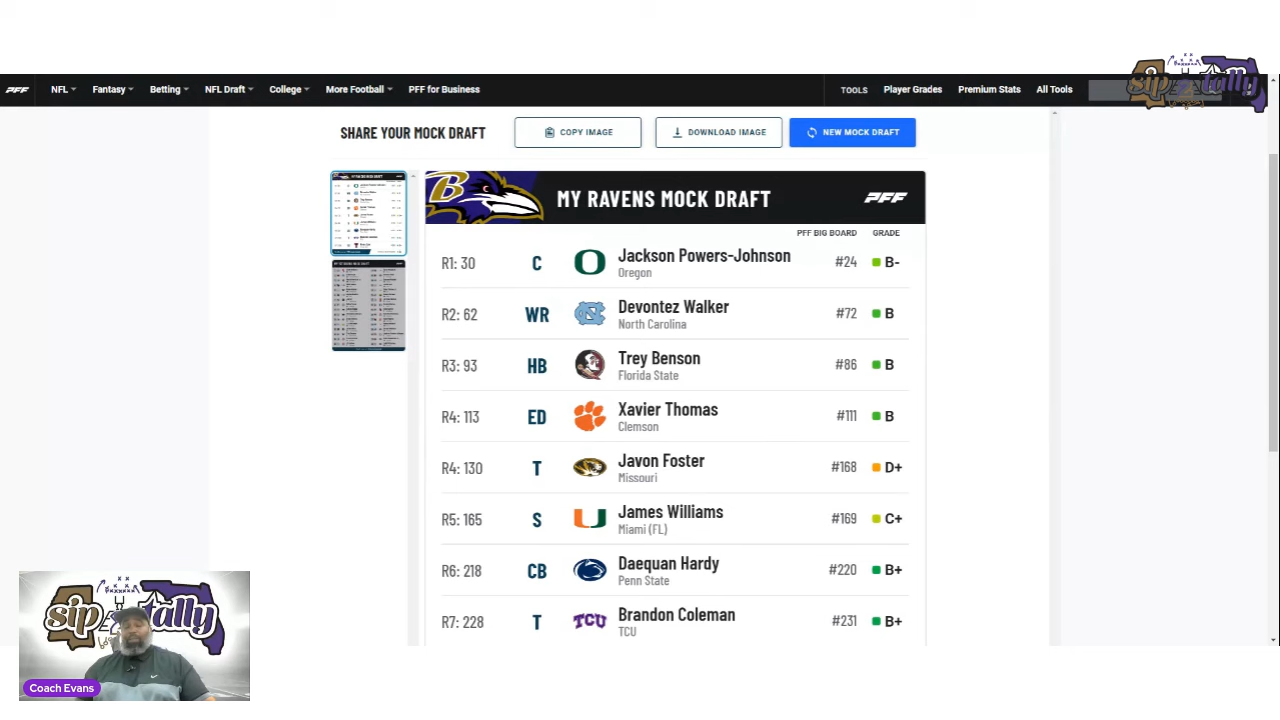 sip tally
PFF NFL Fantasy Betting NFL Draft College More Football PFF for Business TOOLS Player Grades Premium Stats All Tools
SHARE YOUR MOCK DRAFT COPY IMAGE DOWNLOAD IMAGE NEW MOCK DRAFT
B MY RAVENS MOCK DRAFT PFF
PFF BIG BOARD GRADE
R1: 30 C O Jackson Powers-Johnson #24 B-
Oregon
R2: 62 WR Devontez Walker #72 B
North Carolina
R3: 93 HB Trey Benson #86 B
Florida State
R4: 113 ED Xavier Thomas #111 B
Clemson
R4: 130 T Javon Foster #168 D+
Missouri
R5: 165 S James Williams #169 C+
Miami (FL)
R6: 218 CB Daequan Hardy #220 B+
Penn State
R7: 228 T TCU Brandon Coleman #231 B+
TCU
sip tally
Coach Evans